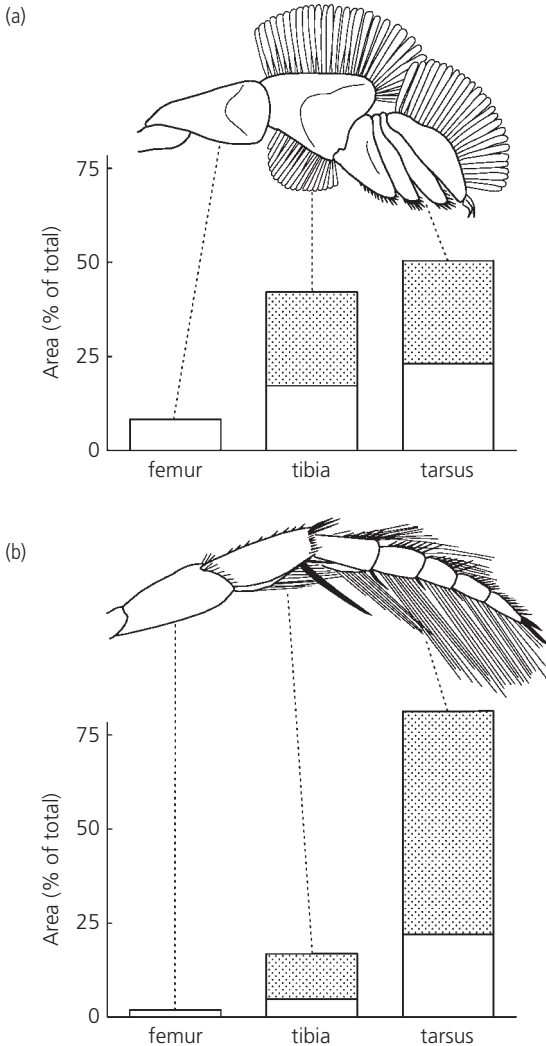 (a)
75
50
25
0
Area (% of total)
femur tibia tarsus
(b)
75
50
25
0
Area (% of total)
femur tibia tarsus